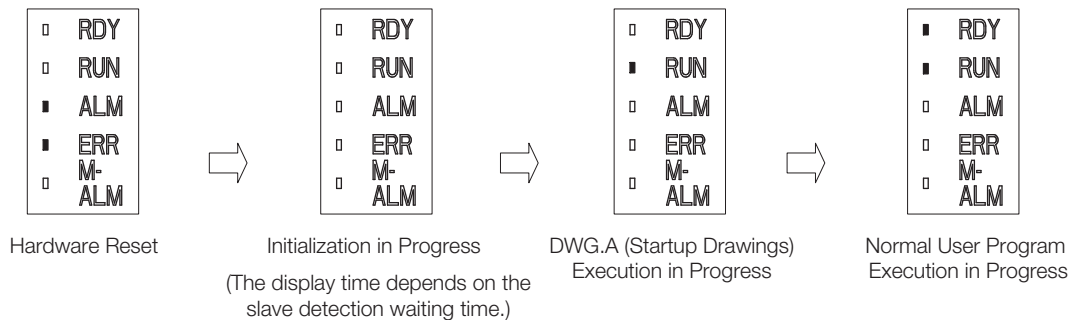 RDY
RUN
ALM
ERR
M-
ALM
Hardware Reset
RDY
RUN
ALM
ERR
M-
ALM
Initialization in Progress
(The display time depends on the
slave detection waiting time.)
RDY
RUN
ALM
ERR
M-
ALM
DWG.A (Startup Drawings)
Execution in Progress
RDY
RUN
ALM
ERR
M-
ALM
Normal User Program
Execution in Progress